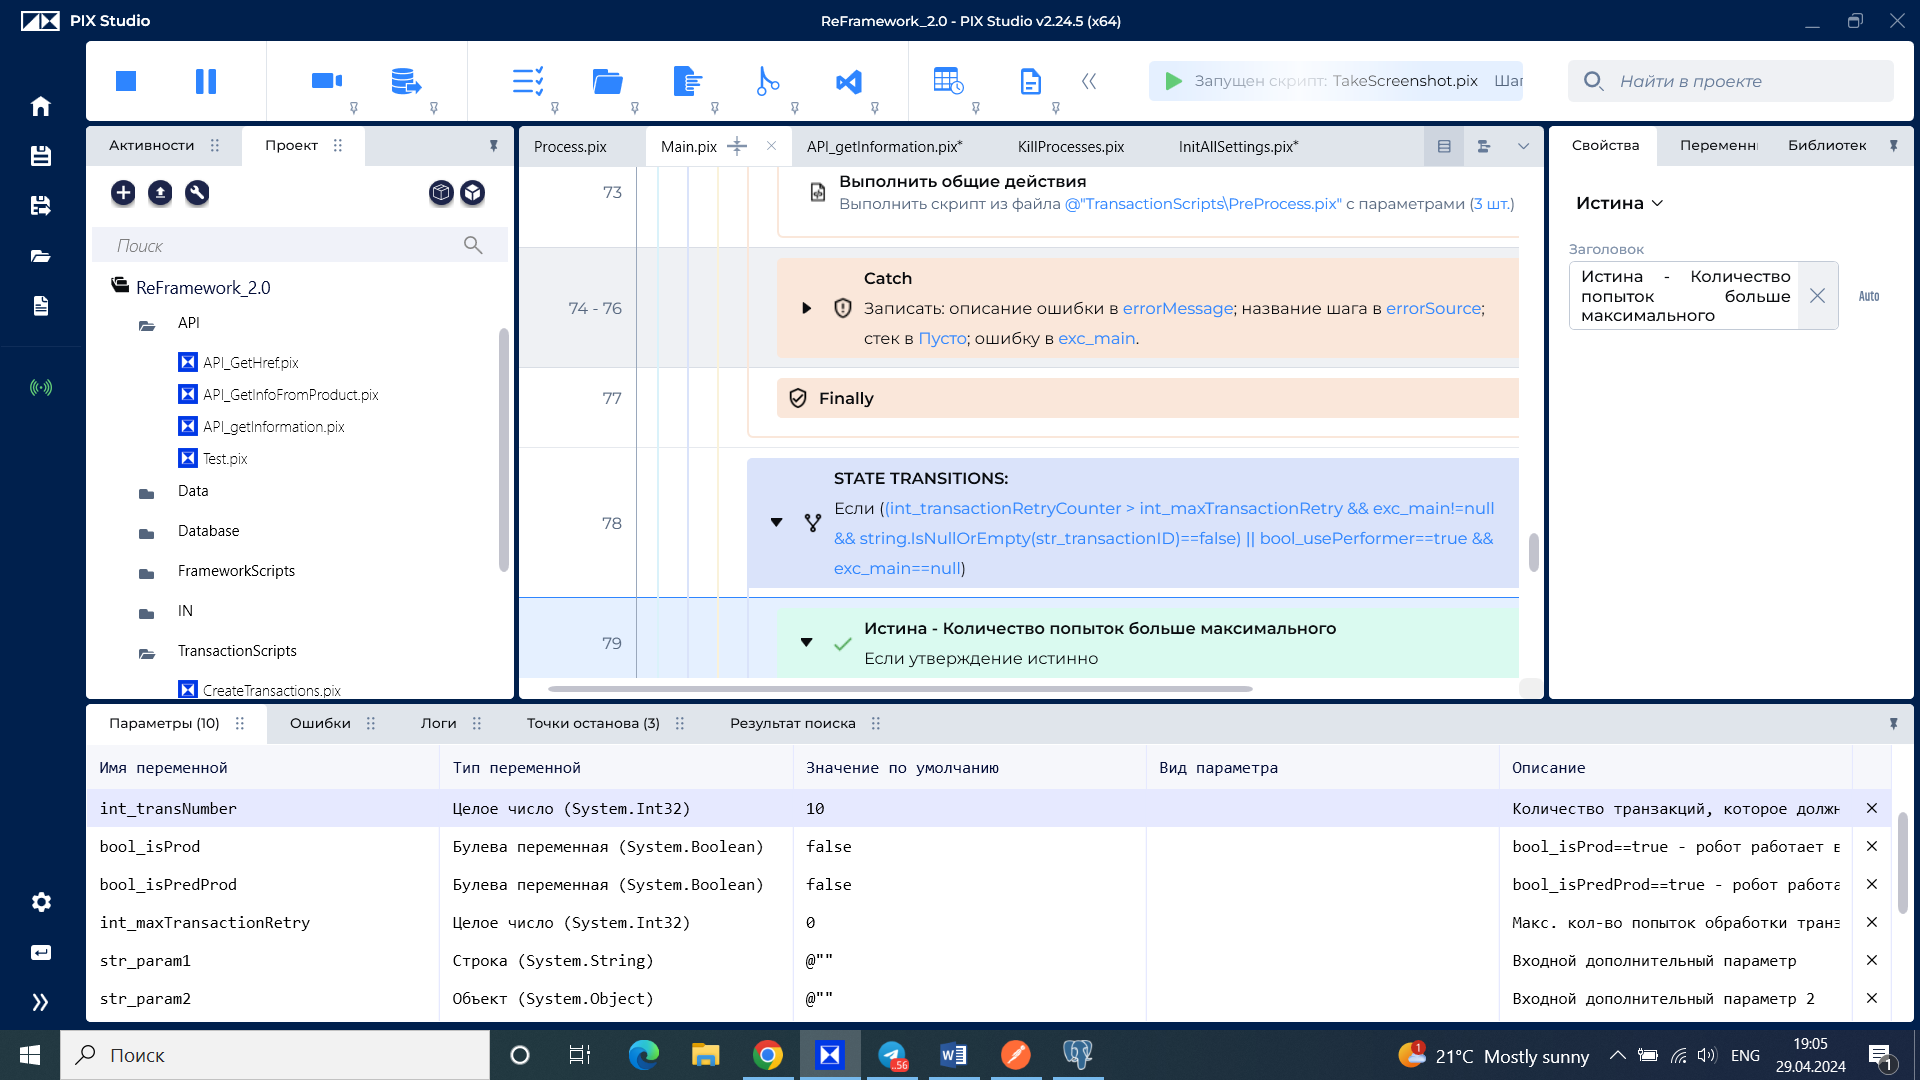 PIX Studio
ReFramework_2.0 - PIX Studio v2.24.5 (x64)
Запущен скрипт: TakeScreenshot.pix
Найти в проекте
Активности
Проект
Process.pix
Main.pix
API_getInformation.pix*
KillProcesses.pix
InitAllSettings.pix*
Свойства
Поиск
ReFramework_2.0
API
API_GetHref.pix
API_GetInfoFromProduct.pix
API_getInformation.pix
Test.pix
Data
Database
FrameworkScripts
IN
TransactionScripts
CreateTransactions.pix
73
Выполнить общие действия
Выполнить скрипт из файла @"TransactionScripts\PreProcess.pix" с параметрами (3 шт.)
74 - 76
Catch
Записать: описание ошибки в errorMessage; название шага в errorSource;
стек в Пусто; ошибку в exc_main.
77
Finally
78
STATE TRANSITIONS:
Если ((int_transactionRetryCounter > int_maxTransactionRetry && exc_main!=null
&& string.IsNullOrEmpty(str_transactionID)==false) || bool_usePerformer==true &&
exc_main==null)
79
Истина - Количество попыток больше максимального
Если утверждение истинно
Истина
Заголовок
Истина - Количество
попыток больше
максимального
Auto
Параметры (10)
Ошибки
Логи
Точки останова (3)
Результат поиска
Имя переменной
Тип переменной
Значение по умолчанию
Вид параметра
Описание
int_transNumber
Целое число (System.Int32)
10
Количество транзакций, которое
bool_isProd
Булева переменная (System.Boolean)
false
bool_isProd==true - робот работает в
bool_isPredProd
Булева переменная (System.Boolean)
false
bool_isPredProd==true - робот
int_maxTransactionRetry
Целое число (System.Int32)
0
Макс. кол-во попыток обработки
str_param1
Строка (System.String)
@""
Входной дополнительный параметр
str_param2
Объект (System.Object)
@""
Входной дополнительный параметр 2
Поиск
..56
1
21°C Mostly sunny
ENG
19:05
29.04.2024
1